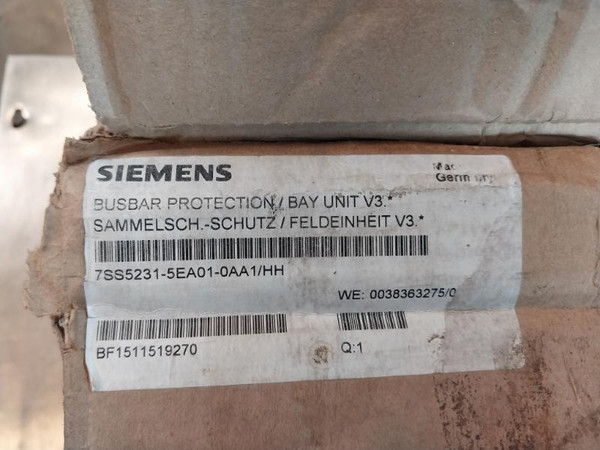 SIEMENS
BUSBAR PROTECTION / BAY UNIT V3.*
SAMMELSCH.-SCHUTZ / FELDEINHEIT V3.*
7SS5231-5EA01-0AA1/HH
WE: 0038363275/0
BF1511519270
Q:1